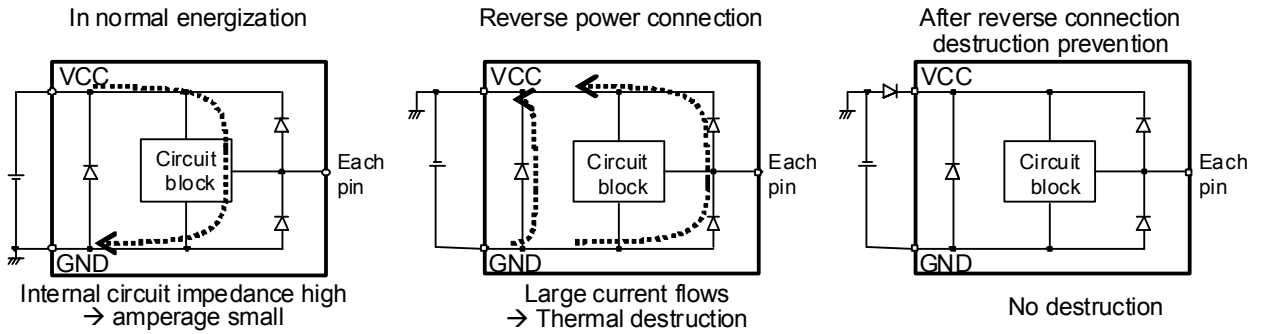 In normal energization
VCC
Circuit
block
Each
pin
GND
Internal circuit impedance high
→ amperage small
Reverse power connection
VCC
Circuit
block
Each
pin
GND
Large current flows
→ Thermal destruction
After reverse connection
destruction prevention
VCC
Circuit
block
Each
pin
GND
No destruction